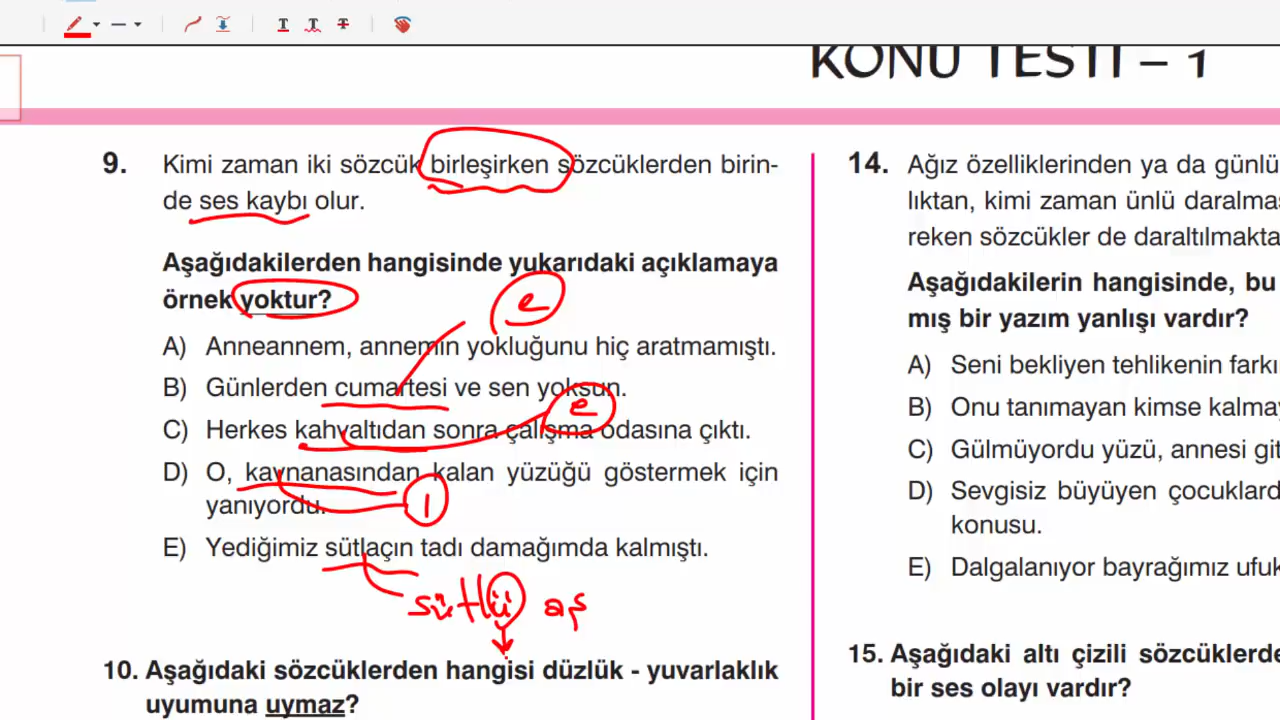 KONU TESTİ – 1
9. Kimi zaman iki sözcük birleşirken sözcüklerden birin-
de ses kaybı olur.
Aşağıdakilerden hangisinde yukarıdaki açıklamaya
örnek yoktur?
e
A) Anneannem, annemin yokluğunu hiç aratmamıştı.
B) Günlerden cumartesi ve sen yoksun.
e
C) Herkes kahvaltıdan sonra çalışma odasına çıktı.
D) O, kaynanasından kalan yüzüğü göstermek için
yanıyordu.
ı
E) Yediğimiz sütlaçın tadı damağımda kalmıştı.
sütlü aş
10. Aşağıdaki sözcüklerden hangisi düzlük - yuvarlaklık
uyumuna uymaz?
14. Ağız özelliklerinden ya da günlü
lıktan, kimi zaman ünlü daralmas
reken sözcükler de daraltılmakta
Aşağıdakilerin hangisinde, bu
mış bir yazım yanlışı vardır?
A) Seni bekliyen tehlikenin farkı
B) Onu tanımayan kimse kalmay
C) Gülmüyordu yüzü, annesi git
D) Sevgisiz büyüyen çocuklard
konusu.
E) Dalgalanıyor bayrağımız ufuk
15. Aşağıdaki altı çizili sözcüklerde
bir ses olayı vardır?